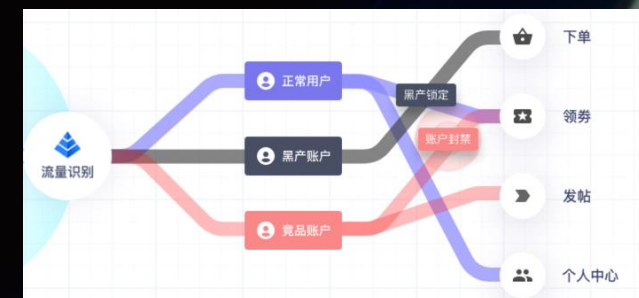 下单
正常用户
黑产锁定
领券
账户封禁
流量识别
黑产账户
竟品账户
发帖
个人中心